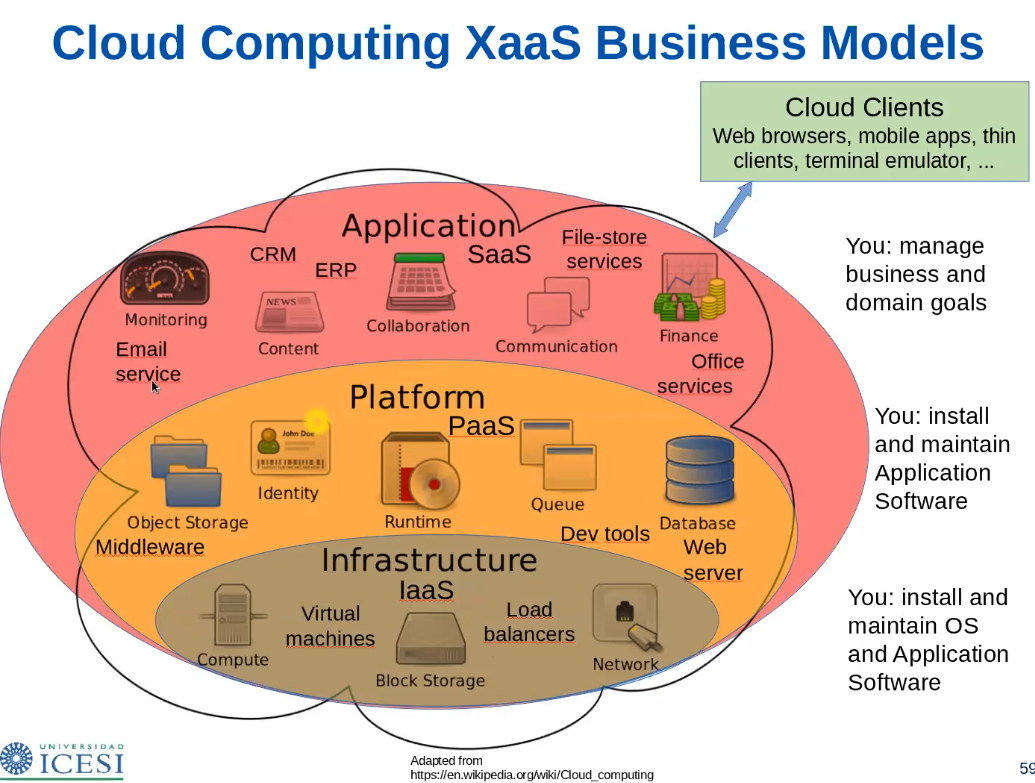 Cloud Computing XaaS Business Models
Cloud Clients
Web browsers, mobile apps, thin
clients, terminal emulator, ...
Application
SaaS
CRM
ERP
File-store
services
Monitoring
NEWS
Content
Collaboration
Communication
Finance
Email
service
Office
services
You: manage
business and
domain goals
Platform
PaaS
John Doe
Identity
Object Storage
Runtime
Queue
Database
Middleware
Dev tools
Web
server
You: install
and maintain
Application
Software
Infrastructure
IaaS
Virtual
machines
Load
balancers
Compute
Block Storage
Network
You: install and
maintain OS
and Application
Software
UNIVERSIDAD
ICESI
Adapted from
https://en.wikipedia.org/wiki/Cloud_computing
59